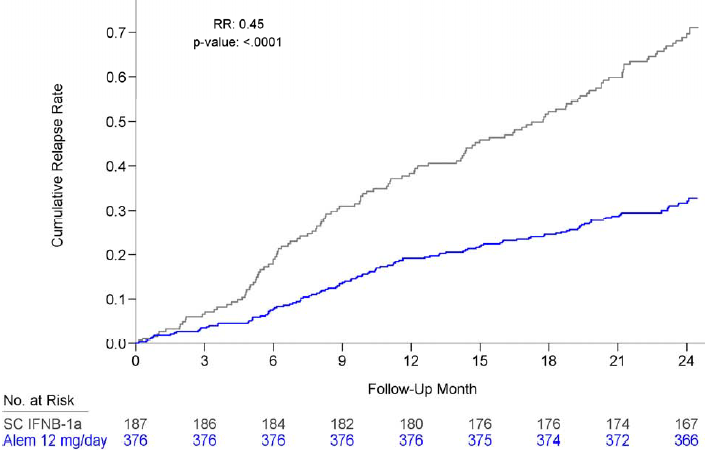 RR: 0.45
p-value: <.0001
Cumulative Relapse Rate
0.7
0.6
0.5
0.4
0.3
0.2
0.1
0.0
0 3 6 9 12 15 18 21 24
Follow-Up Month
No. at Risk
SC IFNB-1a 187 186 184 182 180 176 176 174 167
Alem 12 mg/day 376 376 376 376 376 375 374 372 366